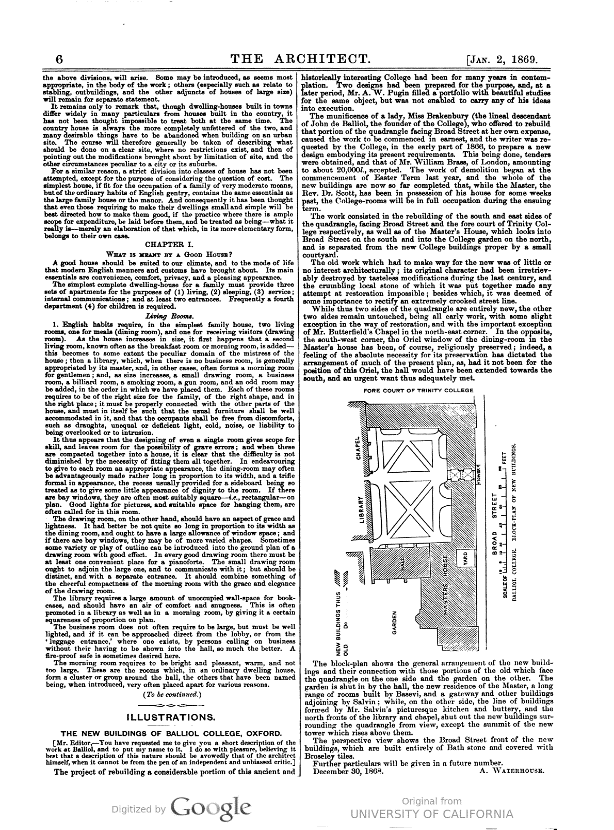 6
THE ARCHITECT.
[JAN. 2, 1869.
the above divisions, will arise. Some may be introduced, as seems most
appropriate, in the body of the work; others (especially such as relate to
stabling, outbuildings, and the other adjuncts of houses of large size)
will remain for separate statement.
It remains only to remark that, though dwelling-houses built in towns
differ widely in many particulars from houses built in the country, it
has not been thought impossible to treat both at the same time. The
country house is always the more completely unfettered of the two, and
many desirable things have to be abandoned when building on an urban
site. The course will therefore generally be taken of describing what
should be done on a clear site, where no restrictions exist, and then of
pointing out the modifications brought about by limitation of site, and the
other circumstances peculiar to a city or its suburbs.
For a similar reason, a strict division into classes of house has not been
attempted, except for the purpose of considering the question of cost. The
simplest house, if fit for the occupation of a family of very moderate means,
but of the ordinary habits of English gentry, contains the same essentials as
the large family house or the manor. And consequently it has been thought
that even those requiring to make their dwellings small and simple will be
best directed how to make them good, if the practice where there is ample
scope for expenditure, be laid before them, and be treated as being—what it
really is—merely an elaboration of that which, in its more elementary form,
belongs to their own case.
CHAPTER I.
WHAT IS MEANT BY A GOOD HOUSE?
A good house should be suited to our climate, and to the mode of life
that modern English manners and customs have brought about. Its main
essentials are convenience, comfort, privacy, and a pleasing appearance.
The simplest complete dwelling-house for a family must provide three
sets of apartments for the purposes of (1) living, (2) sleeping, (3) service;
internal communications; and at least two entrances. Frequently a fourth
department (4) for children is required.
Living Rooms.
1. English habits require, in the simplest family house, two living
rooms, one for meals (dining room), and one for receiving visitors (drawing
room). As the house increases in size, it first happens that a second
living room, known often as the breakfast room or morning room, is added—
this becomes to some extent the peculiar domain of the mistress of the
house; then a library, which, when there is no business room, is generally
appropriated by its master, and, in other cases, often forms a morning room
for gentlemen; and, as size increases, a small drawing room, a business
room, a billiard room, a smoking room, a gun room, and an odd room may
be added, in the order in which we have placed them. Each of these rooms
requires to be of the right size for the family, of the right shape, and in
the right place; it must be properly connected with the other parts of the
house, and must in itself be such that the usual furniture shall be well
accommodated in it, and that the occupants shall be free from discomforts,
such as draughts, unequal or deficient light, cold, noise, or liability to
being overlooked or to intrusion.
It thus appears that the designing of even a single room gives scope for
skill, and leaves room for the possibility of grave errors; and when these
are compacted together into a house, it is clear that the difficulty is not
diminished by the necessity of fitting them all together. In endeavouring
to give to each room an appropriate appearance, the dining-room may often
be advantageously made rather long in proportion to its width, and a trifle
formal in appearance, the recess usually provided for a sideboard being so
treated as to give some little appearance of dignity to the room. If there
are bay windows, they are often most suitably square—i.e., rectangular—on
plan. Good lights for pictures, and suitable space for hanging them, are
often called for in this room.
The drawing room, on the other hand, should have an aspect of grace and
lightness. It had better be not quite so long in proportion to its width as
the dining room, and ought to have a large allowance of window space; and
if there are bay windows, they may be of more varied shapes. Sometimes
some variety or play of outline can be introduced into the ground plan of a
drawing room with good effect. In every good drawing room there must be
at least one convenient place for a pianoforte. The small drawing room
ought to adjoin the large one, and to communicate with it; but should be
distinct, and with a separate entrance. It should combine something of
the cheerful compactness of the morning room with the grace and elegance
of the drawing room.
The library requires a large amount of unoccupied wall-space for book-
cases, and should have an air of comfort and snugness. This is often
promoted in a library as well as in a morning room, by giving it a certain
squareness of proportion on plan.
The business room does not often require to be large, but must be well
lighted, and if it can be approached direct from the lobby, or from the
'luggage entrance,' where one exists, by persons calling on business
without their having to be shown into the hall, so much the better. A
fire-proof safe is sometimes desired here.
The morning room requires to be bright and pleasant, warm, and not
too large. These are the rooms which, in an ordinary dwelling house,
form a cluster or group around the hall, the others that have been named
being, when introduced, very often placed apart for various reasons.
(To be continued.)
ILLUSTRATIONS.
THE NEW BUILDINGS OF BALLIOL COLLEGE, OXFORD.
[Mr. Editor,—You have requested me to give you a short description of the
work at Balliol, and to put my name to it. I do so with pleasure, believing it
best that a description of this nature should be avowedly that of the architect
himself, when it cannot be from the pen of an independent and unbiassed critic.]
The project of rebuilding a considerable portion of this ancient and
historically interesting College had been for many years in contem-
plation. Two designs had been prepared for the purpose, and, at a
later period, Mr. A. W. Pugin filled a portfolio with beautiful studies
for the same object, but was not enabled to carry any of his ideas
into execution.
The munificence of a lady, Miss Brakenbury (the lineal descendant
of John de Balliol, the founder of the College), who offered to rebuild
that portion of the quadrangle facing Broad Street at her own expense,
caused the work to be commenced in earnest, and the writer was re-
quested by the College, in the early part of 1866, to prepare a new
design embodying its present requirements. This being done, tenders
were obtained, and that of Mr. William Brass, of London, amounting
to about 20,000l., accepted. The work of demolition began at the
commencement of Easter Term last year, and the whole of the
new buildings are now so far completed that, while the Master, the
Rev. Dr. Scott, has been in possession of his house for some weeks
past, the College-rooms will be in full occupation during the ensuing
term.
The work consisted in the rebuilding of the south and east sides of
the quadrangle, facing Broad Street and the fore court of Trinity Col-
lege respectively, as well as of the Master's House, which looks into
Broad Street on the south and into the College garden on the north,
and is separated from the new College buildings proper by a small
courtyard.
The old work which had to make way for the new was of little or
no interest architecturally; its original character had been irretriev-
ably destroyed by tasteless modifications during the last century, and
the crumbling local stone of which it was put together made any
attempt at restoration impossible; besides which, it was deemed of
some importance to rectify an extremely crooked street line.
While thus two sides of the quadrangle are entirely new, the other
two sides remain untouched, being all early work, with some slight
exception in the way of restoration, and with the important exception
of Mr. Butterfield's Chapel in the north-east corner. In the opposite,
the south-west corner, the Oriel window of the dining-room in the
Master's house has been, of course, religiously preserved; indeed, a
feeling of the absolute necessity for its preservation has dictated the
arrangement of much of the present plan, as, had it not been for the
position of this Oriel, the hall would have been extended towards the
south, and an urgent want thus adequately met.
FORE COURT OF TRINITY COLLEGE
CHAPEL
LIBRARY
HALL
YARD
MASTERS HOUSE
GARDEN
NEW BUILDINGS THUS
OLD DO
BROAD STREET
SCALE OF FEET
BALLIOL COLLEGE. BLOCK-PLAN OF NEW BUILDINGS.
The block-plan shows the general arrangement of the new build-
ings and their connection with those portions of the old which face
the quadrangle on the one side and the garden on the other. The
garden is shut in by the hall, the new residence of the Master, a long
range of rooms built by Basevi, and a gateway and other buildings
adjoining by Salvin; while, on the other side, the line of buildings
formed by Mr. Salvin's picturesque kitchen and buttery, and the
north fronts of the library and chapel, shut out the new buildings sur-
rounding the quadrangle from view, except the summit of the new
tower which rises above them.
The perspective view shows the Broad Street front of the new
buildings, which are built entirely of Bath stone and covered with
Broseley tiles.
Further particulars will be given in a future number.
December 30, 1868. A. WATERHOUSE.
Digitized by Google
Original from
UNIVERSITY OF CALIFORNIA